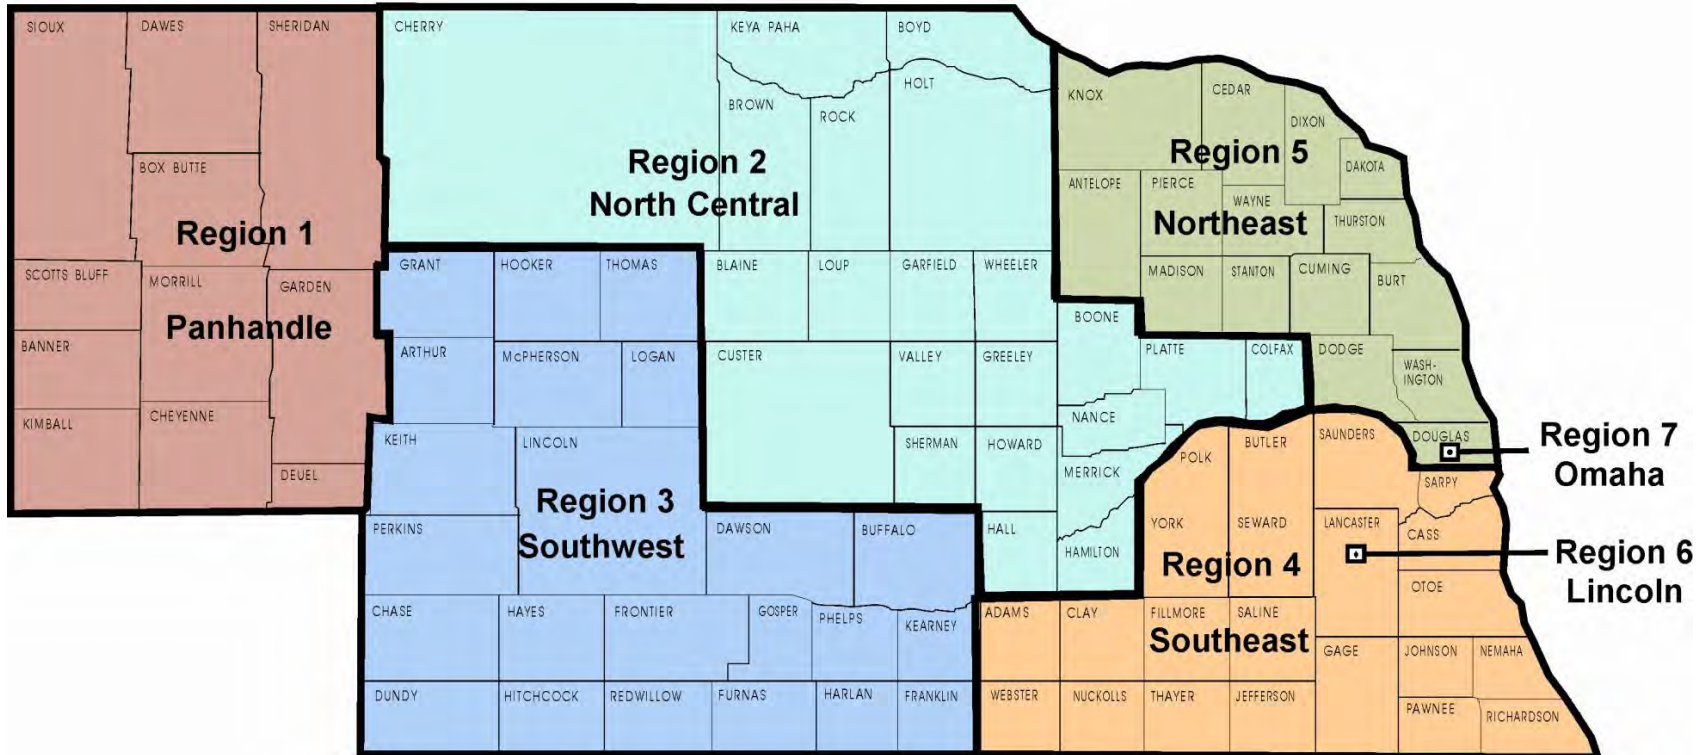 SIOUX
DAWES
SHERIDAN
CHERRY
KEYA PAHA
BOYD
KNOX
CEDAR
HOLT
BROWN
ROCK
DIXON
BOX BUTTE
Region 2
North Central
Region 5
Northeast
DAKOTA
ANTELOPE
PIERCE
WAYNE
THURSTON
Region 1
Panhandle
SCOTTS BLUFF
MORRILL
GARDEN
GRANT
HOOKER
THOMAS
BLAINE
LOUP
GARFIELD
WHEELER
MADISON
STANTON
CUMING
BURT
BANNER
ARTHUR
McPHERSON
LOGAN
CUSTER
VALLEY
GREELEY
BOONE
PLATTE
COLFAX
DODGE
WASH-
INGTON
KIMBALL
CHEYENNE
DEUEL
KEITH
LINCOLN
SHERMAN
HOWARD
NANCE
MERRICK
POLK
BUTLER
SAUNDERS
DOUGLAS
SARPY
Region 7
Omaha
Region 3
Southwest
PERKINS
DAWSON
BUFFALO
HALL
HAMILTON
YORK
SEWARD
LANCASTER
CASS
Region 4
Southeast
Region 6
Lincoln
OTOE
CHASE
HAYES
FRONTIER
GOSPER
PHELPS
KEARNEY
ADAMS
CLAY
FILLMORE
SALINE
GAGE
JOHNSON
NEMAHA
DUNDY
HITCHCOCK
REDWILLOW
FURNAS
HARLAN
FRANKLIN
WEBSTER
NUCKOLLS
THAYER
JEFFERSON
PAWNEE
RICHARDSON